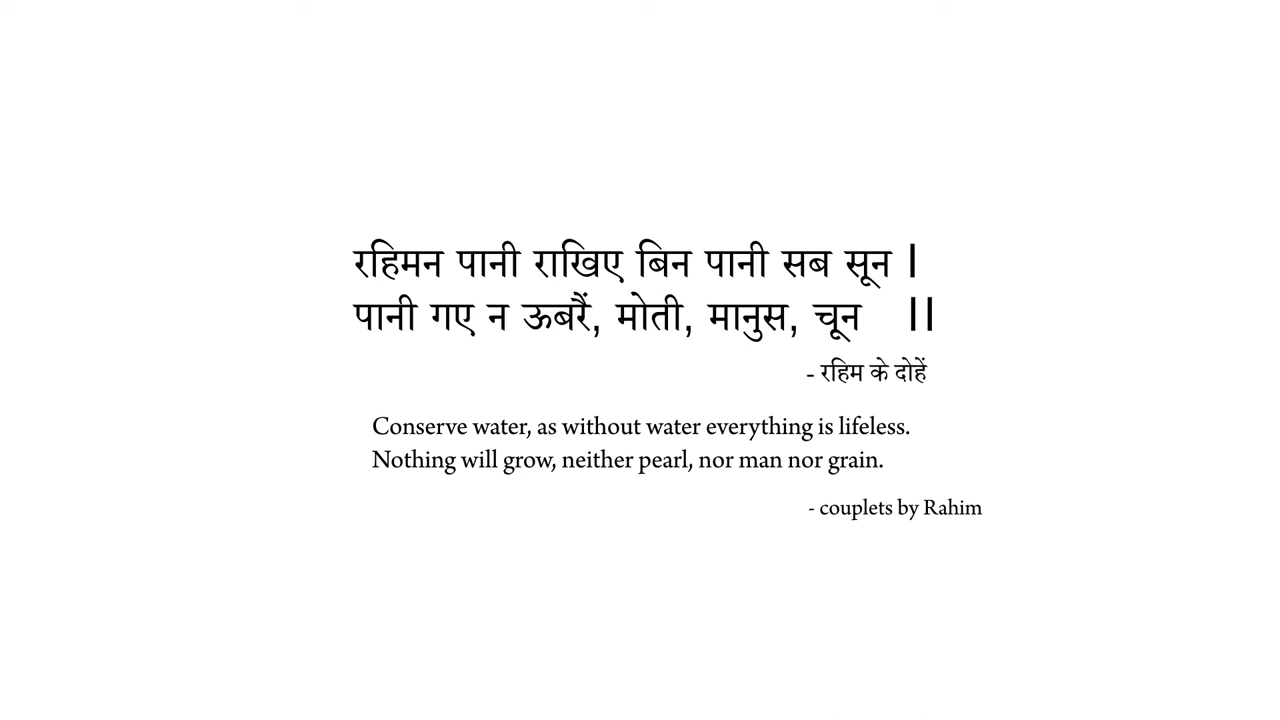 रहिमन पानी राखिए बिन पानी सब सून |
पानी गए न ऊबरैं, मोती, मानुस, चून ||
- रहिम के दोहें
Conserve water, as without water everything is lifeless.
Nothing will grow, neither pearl, nor man nor grain.
- couplets by Rahim